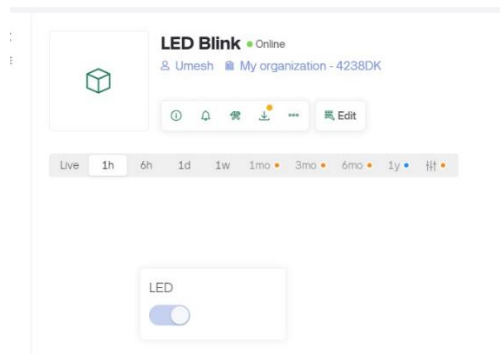 LED Blink Online
Umesh My organization - 4238DK
Edit
Live 1h 6h 1d 1w 1mo 3mo 6mo 1y
LED